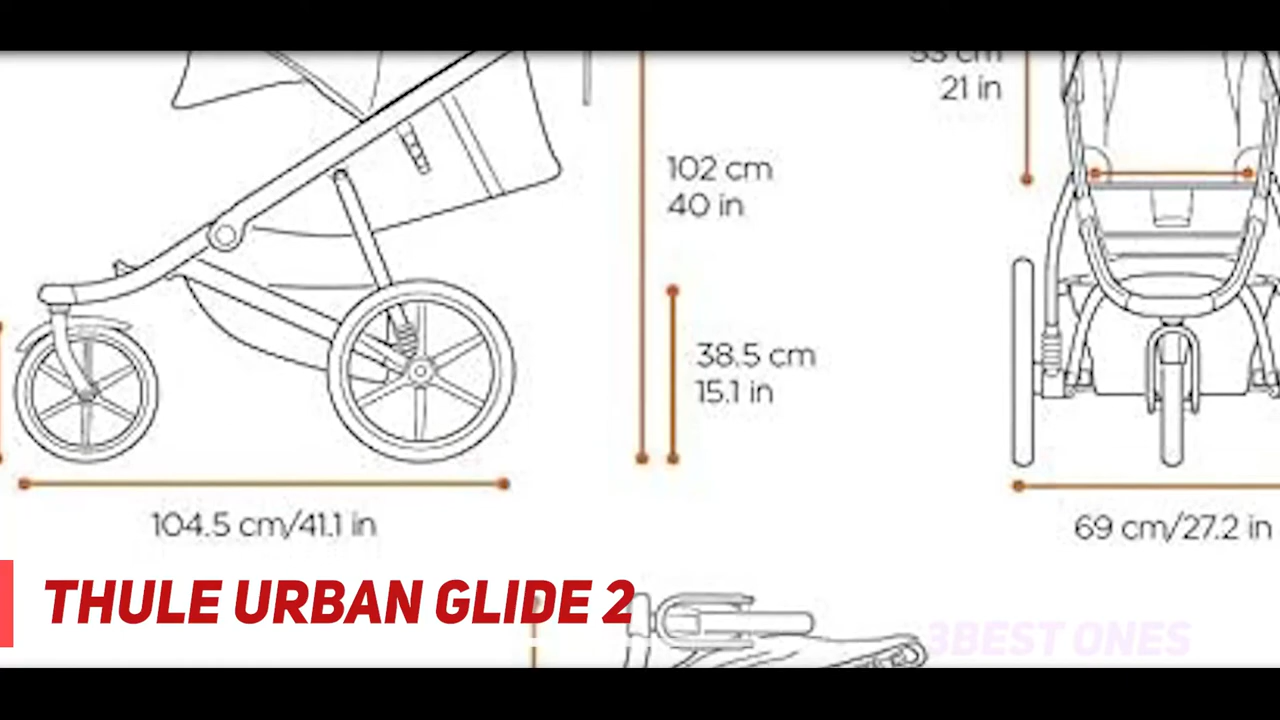 21 in
102 cm
40 in
38.5 cm
15.1 in
104.5 cm/41.1 in
69 cm/27.2 in
THULE URBAN GLIDE 2
3BEST ONES